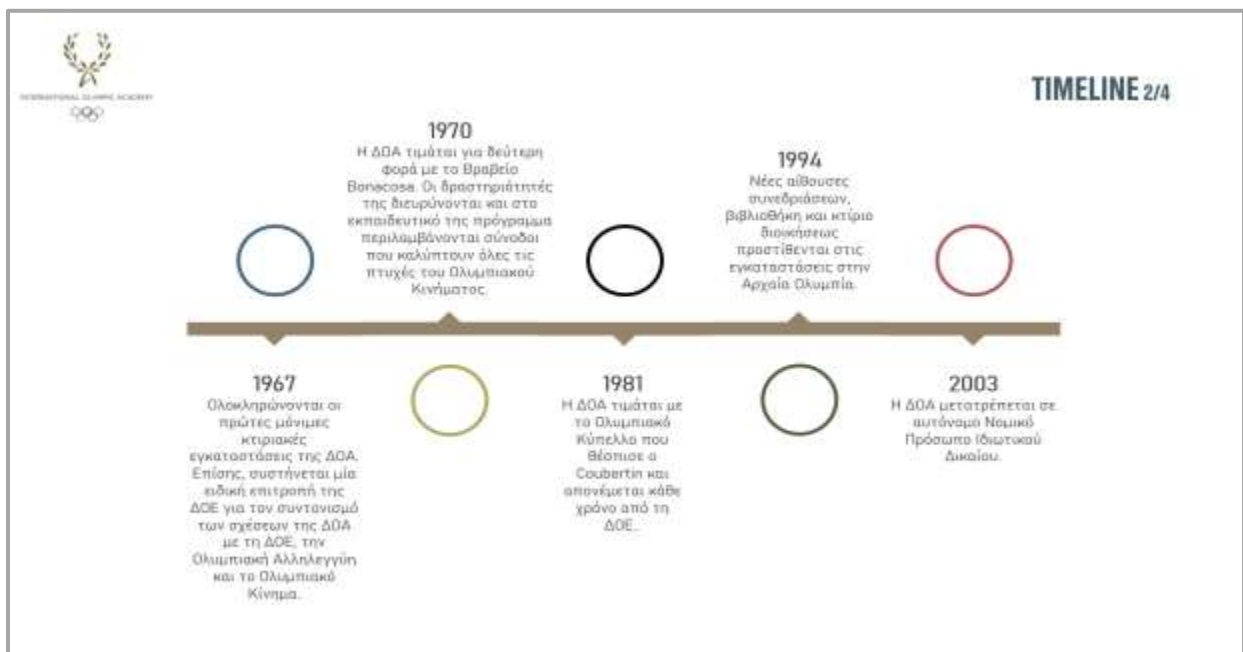 INTERNATIONAL OLYMPIC ACADEMY
TIMELINE 2/4
1970
Η ΔΟΑ τιμάται για δεύτερη
φορά με το Βραβείο
Bonacosa. Οι δραστηριότητές
της διευρύνονται και στο
εκπαιδευτικό της πρόγραμμα
περιλαμβάνονται σύνοδοι
που καλύπτουν όλες τις
πτυχές του Ολυμπιακού
Κινήματος.
1994
Νέες αίθουσες
συνεδριάσεων,
βιβλιοθήκη και κτίριο
διοικήσεως
προστίθενται στις
εγκαταστάσεις στην
Αρχαία Ολυμπία.
1967
Ολοκληρώνονται οι
πρώτες μόνιμες
κτιριακές
εγκαταστάσεις της ΔΟΑ.
Επίσης, συστήνεται μία
ειδική επιτροπή της
ΔΟΕ για τον συντονισμό
των σχέσεων της ΔΟΑ
με τη ΔΟΕ, την
Ολυμπιακή Αλληλεγγύη
και το Ολυμπιακό
Κίνημα.
1981
Η ΔΟΑ τιμάται με
το Ολυμπιακό
Κύπελλο που
θέσπισε ο
Coubertin και
απονέμεται κάθε
χρόνο από τη
ΔΟΕ.
2003
Η ΔΟΑ μετατρέπεται σε
αυτόνομο Νομικό
Πρόσωπο Ιδιωτικού
Δικαίου.